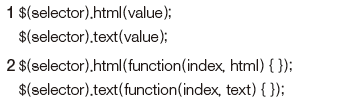 1 $(selector).html(value);
$(selector).text(value);
2 $(selector).html(function(index, html) { });
$(selector).text(function(index, text) { });